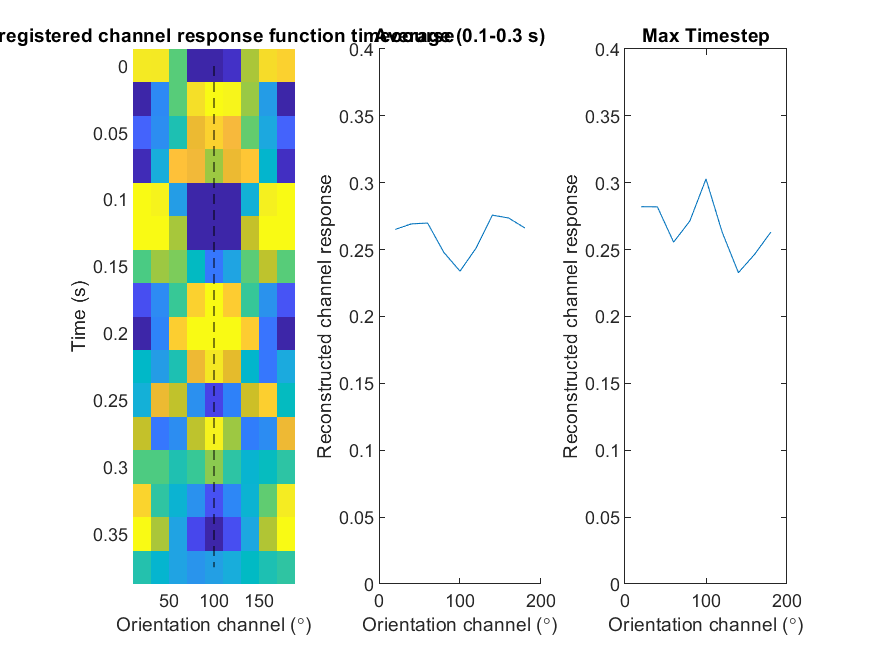 registered channel response function timecourse
Average (0.1-0.3 s)
Max Timestep
0
0.05
0.1
0.15
0.2
0.25
0.3
0.35
Time (s)
50 100 150
Orientation channel (°)
0.4
0.35
0.3
0.25
0.2
0.15
0.1
0.05
0
Reconstructed channel response
0 100 200
Orientation channel (°)
0.4
0.35
0.3
0.25
0.2
0.15
0.1
0.05
0
Reconstructed channel response
0 100 200
Orientation channel (°)